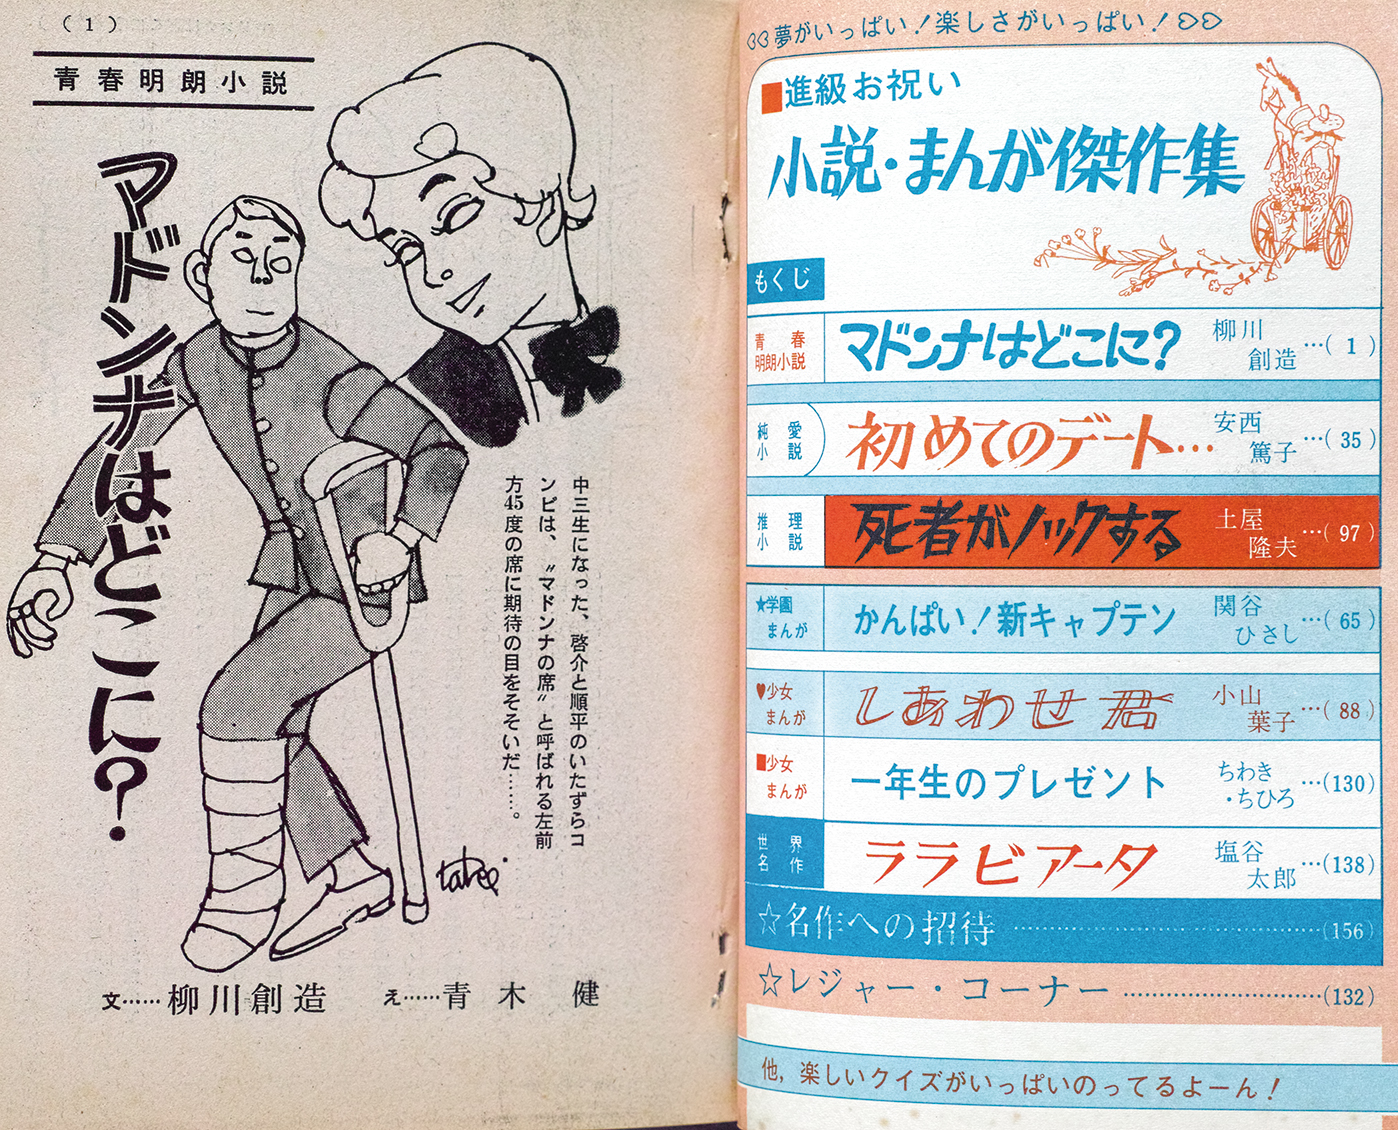 (1)
青春明朗小説
マドンナはどこに?
中三生になった、啓介と順平のいたずらコ
ンビは、〝マドンナの席〟と呼ばれる左前
方45度の席に期待の目をそそいだ……。
文……柳川創造 え……青木 健
夢がいっぱい!楽しさがいっぱい!
■進級お祝い
小説・まんが傑作集
もくじ
青春明朗小説 マドンナはどこに? 柳川創造…(1)
純愛小説 初めてのデート… 安西篤子…(35)
推理小説 死者がノックする 土屋隆夫…(97)
★学園まんが かんぱい!新キャプテン 関谷ひさし…(65)
♥少女まんが しあわせ君 小山葉子…(88)
■少女まんが 一年生のプレゼント ちわき・ちひろ…(130)
世界名作 ララビアータ 塩谷太郎…(138)
☆名作への招待……(156)
☆レジャー・コーナー……(132)
他,楽しいクイズがいっぱいのってるよーん!